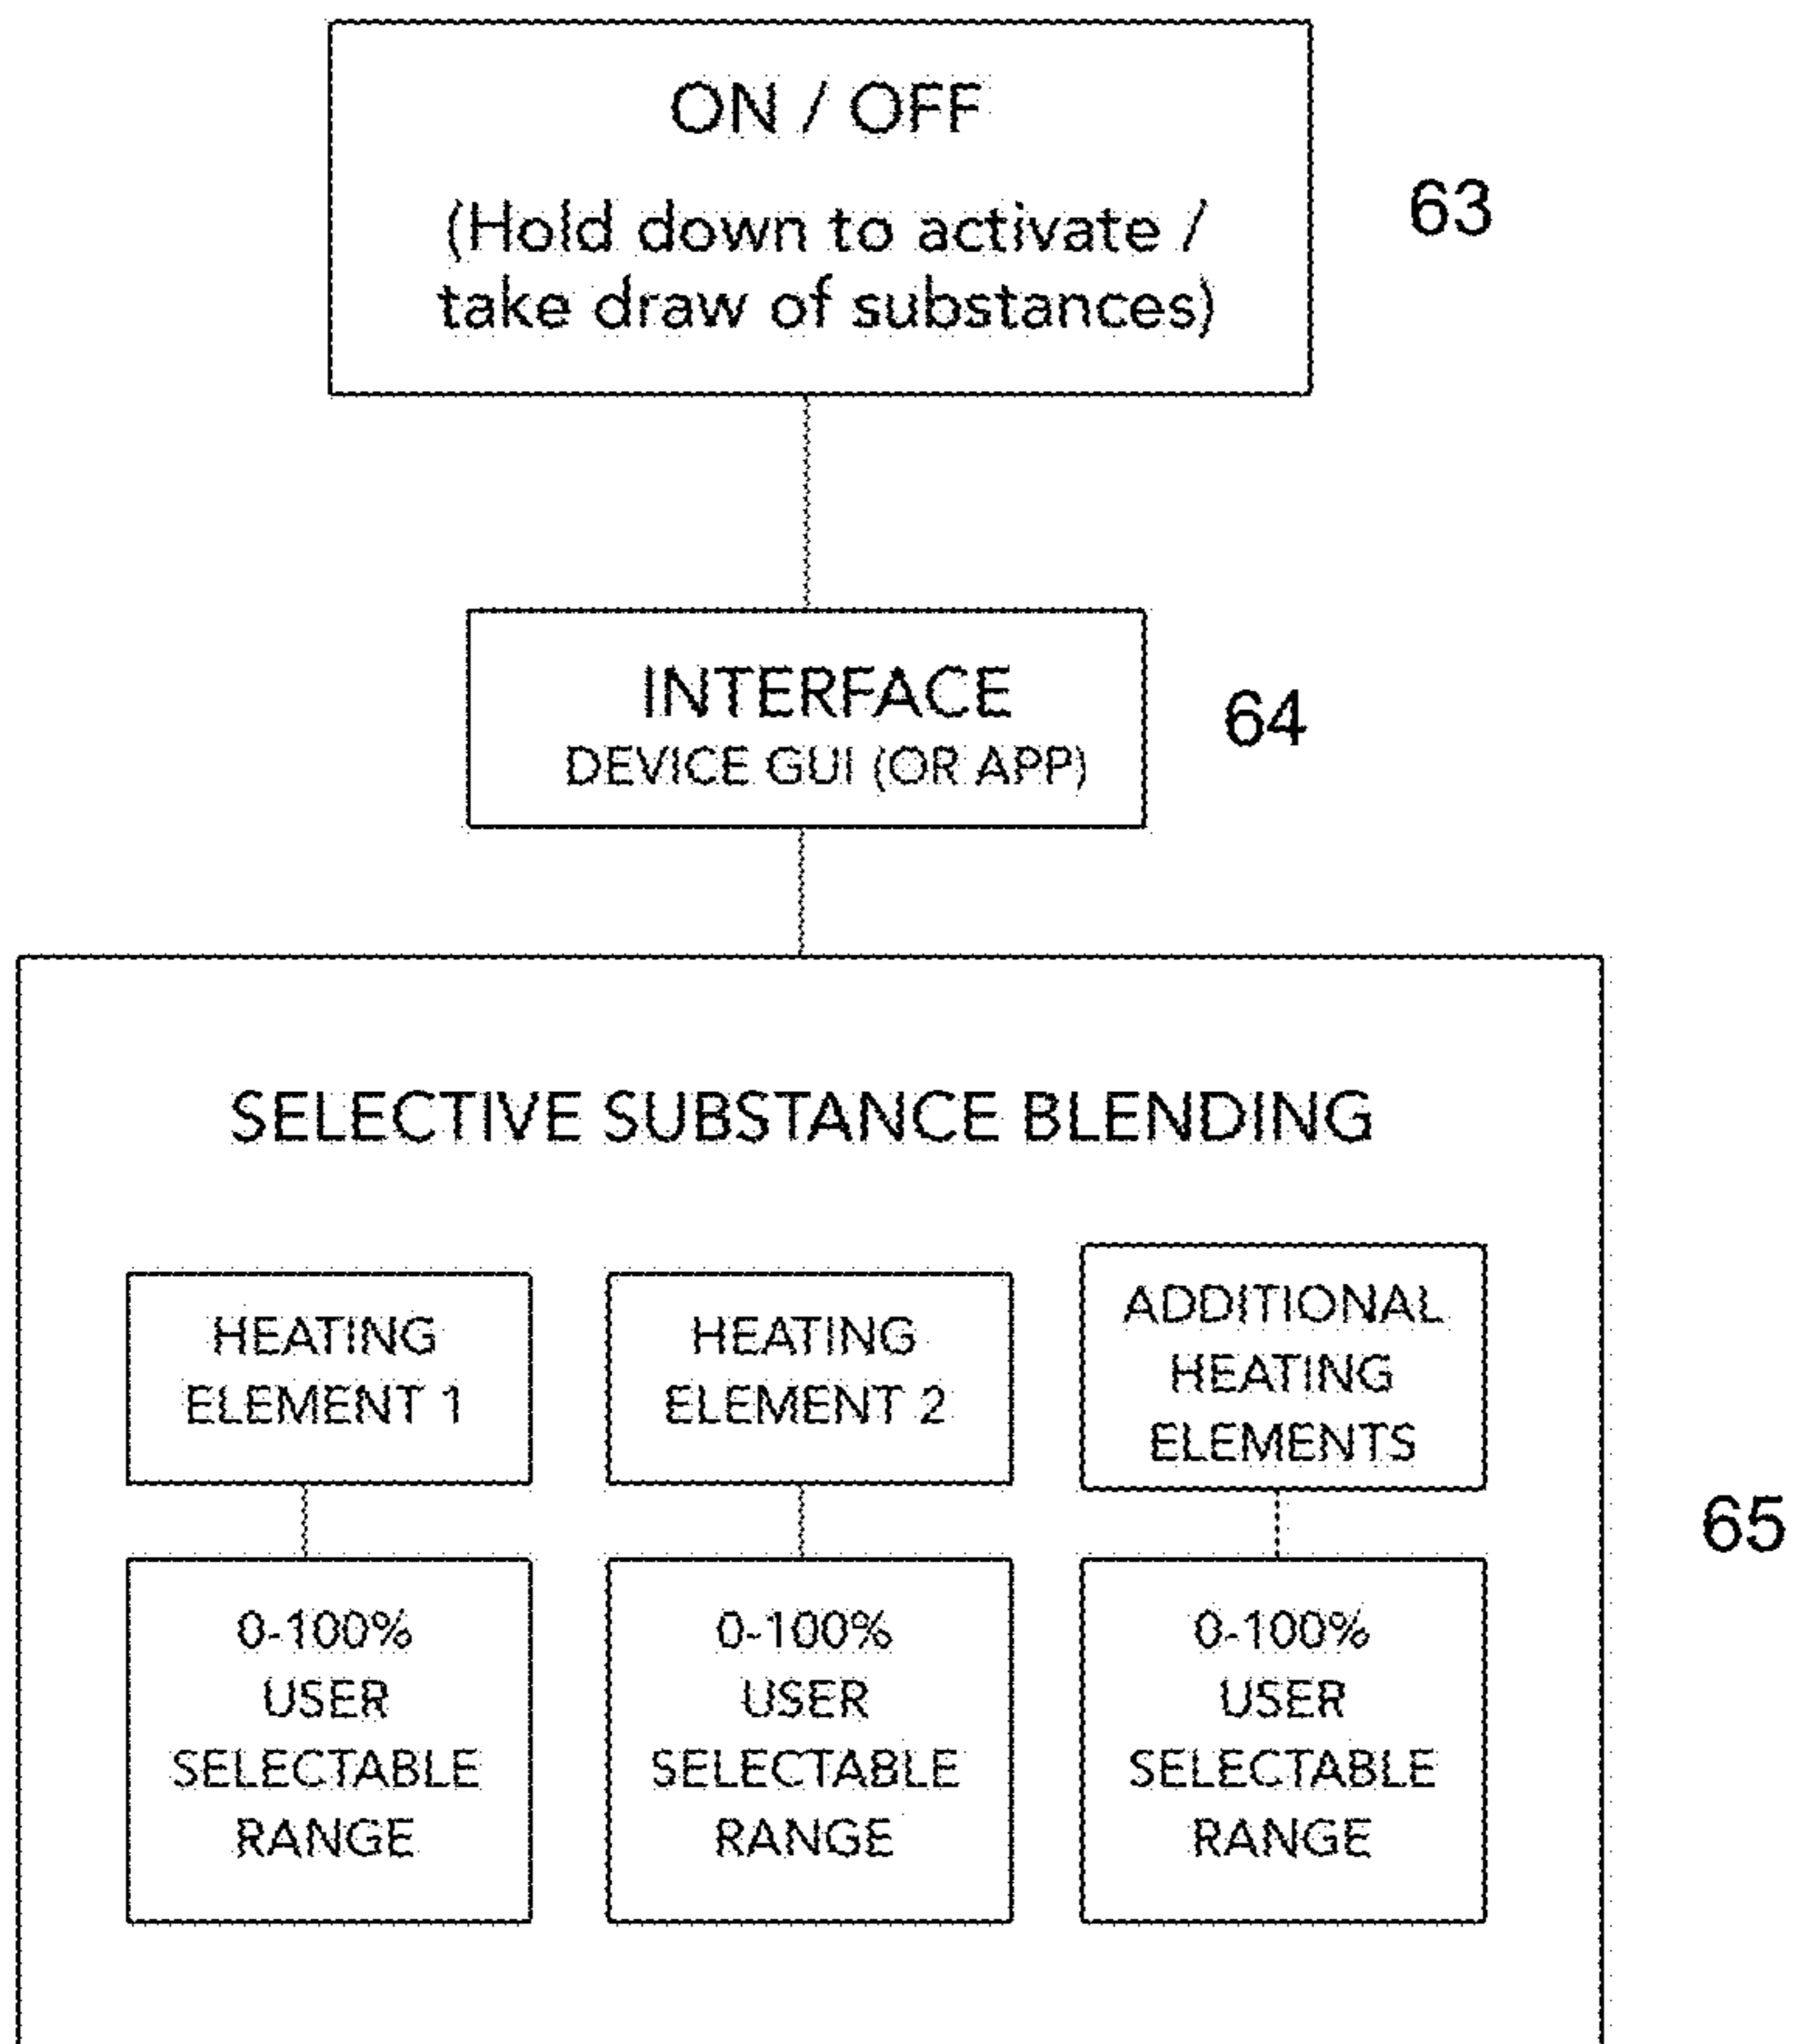 ON / OFF
(Hold down to activate /
take draw of substances)
63
INTERFACE
DEVICE GUI (OR APP)
64
SELECTIVE SUBSTANCE BLENDING
HEATING
ELEMENT 1
HEATING
ELEMENT 2
ADDITIONAL
HEATING
ELEMENTS
0-100%
USER
SELECTABLE
RANGE
0-100%
USER
SELECTABLE
RANGE
0-100%
USER
SELECTABLE
RANGE
65